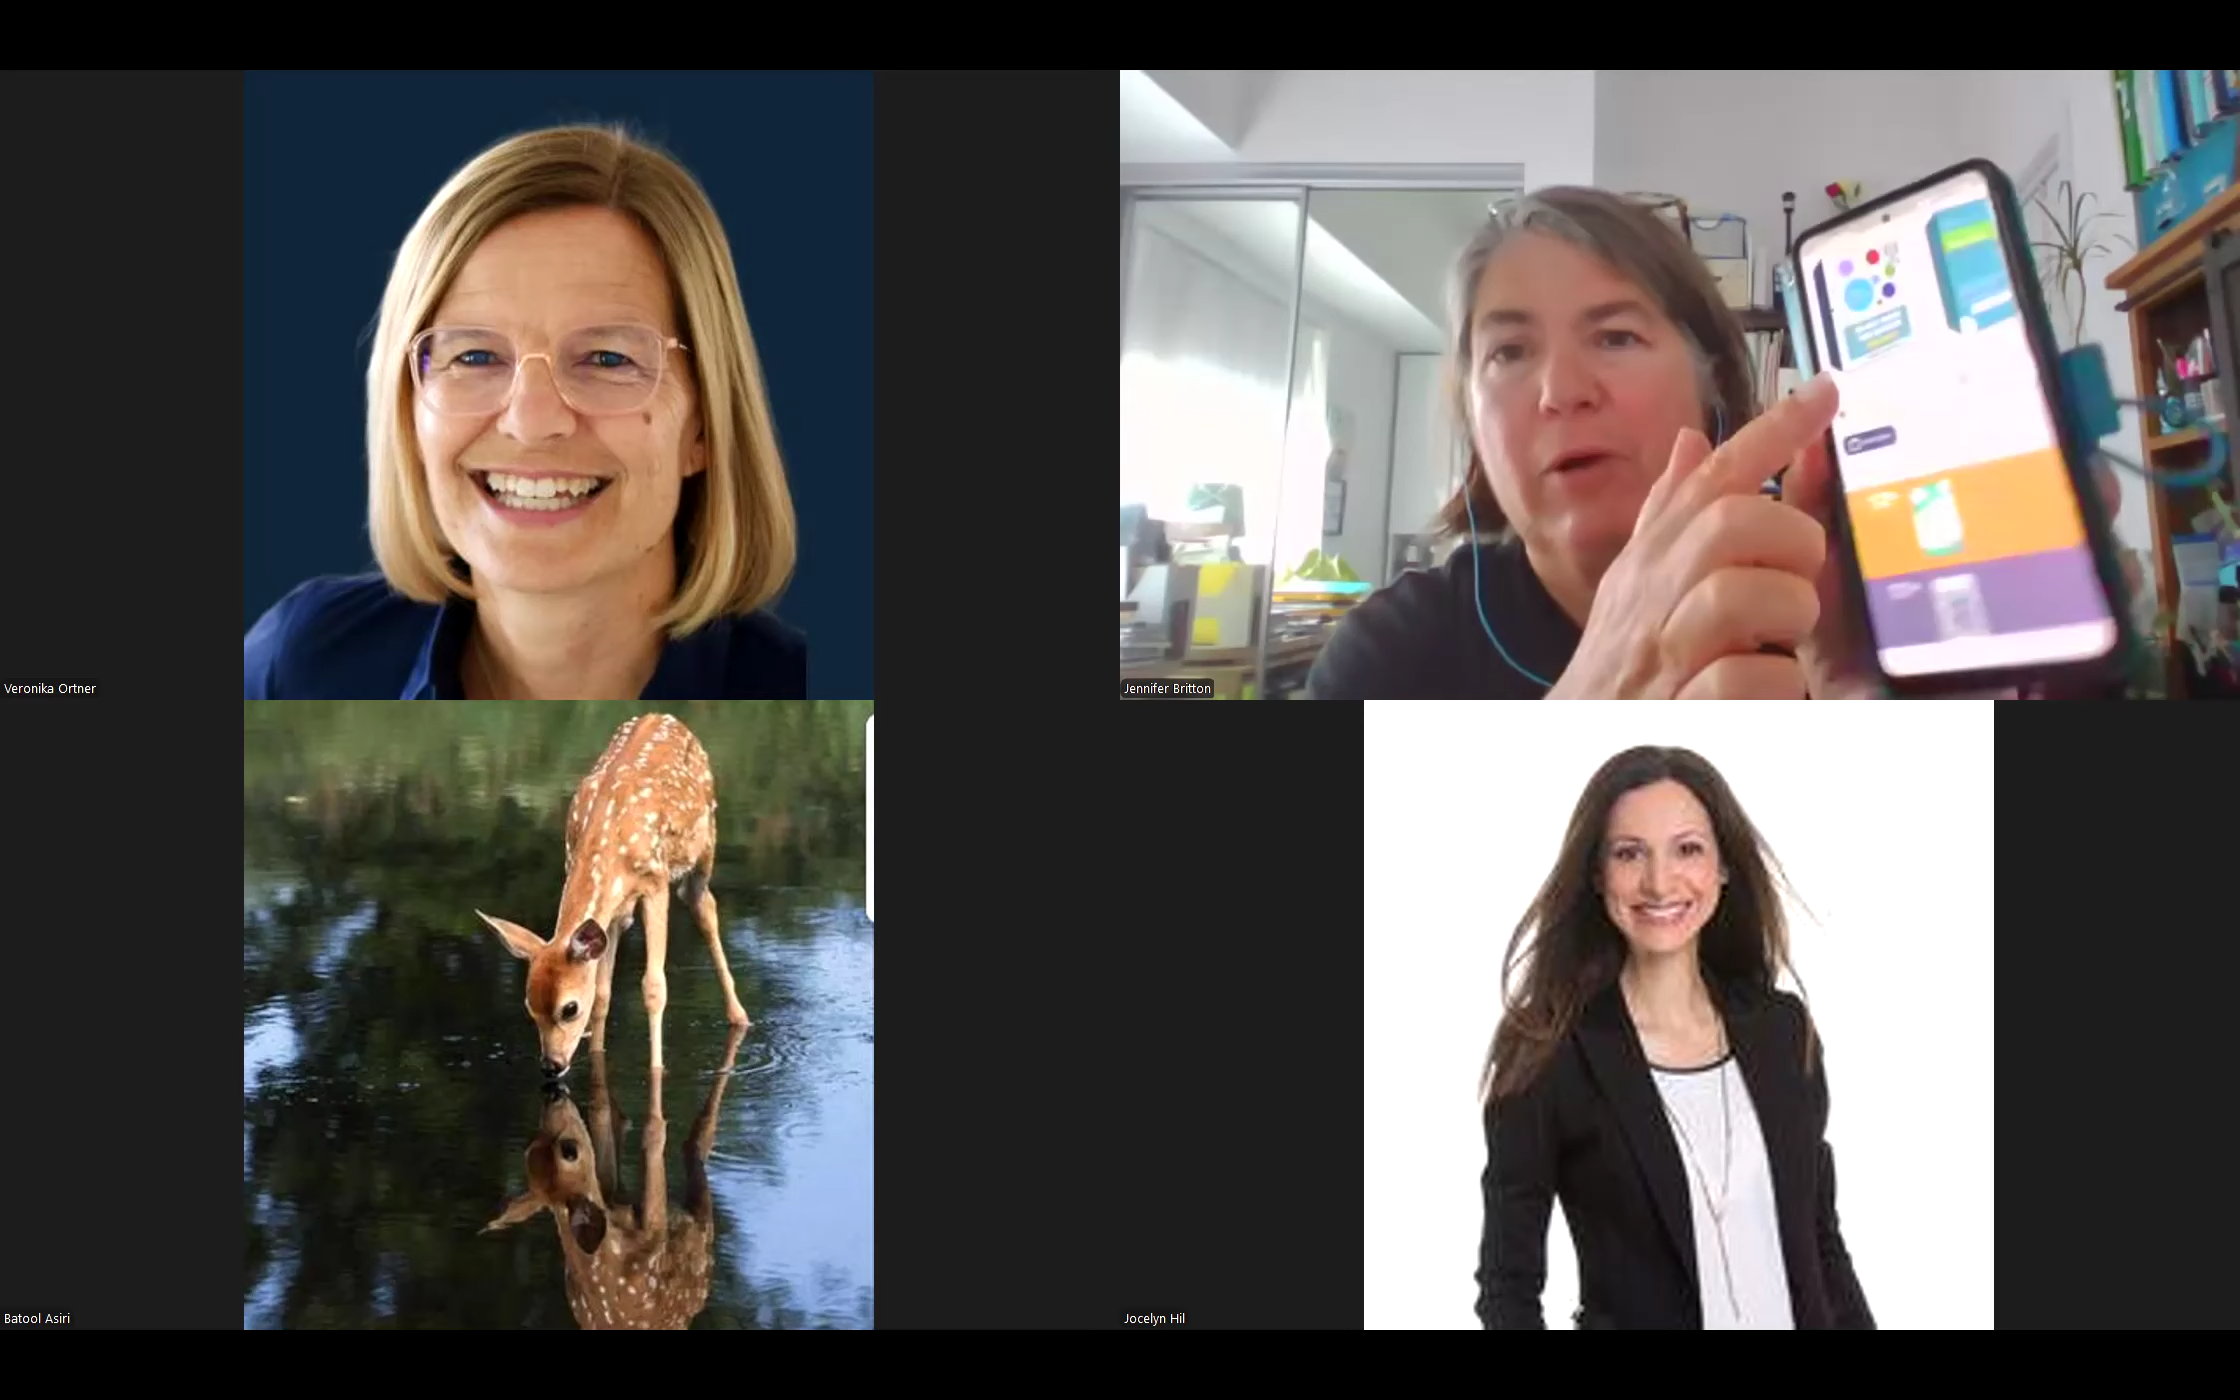 Veronika Ortner
Jennifer Britton
Batool Asiri
Jocelyn Hil